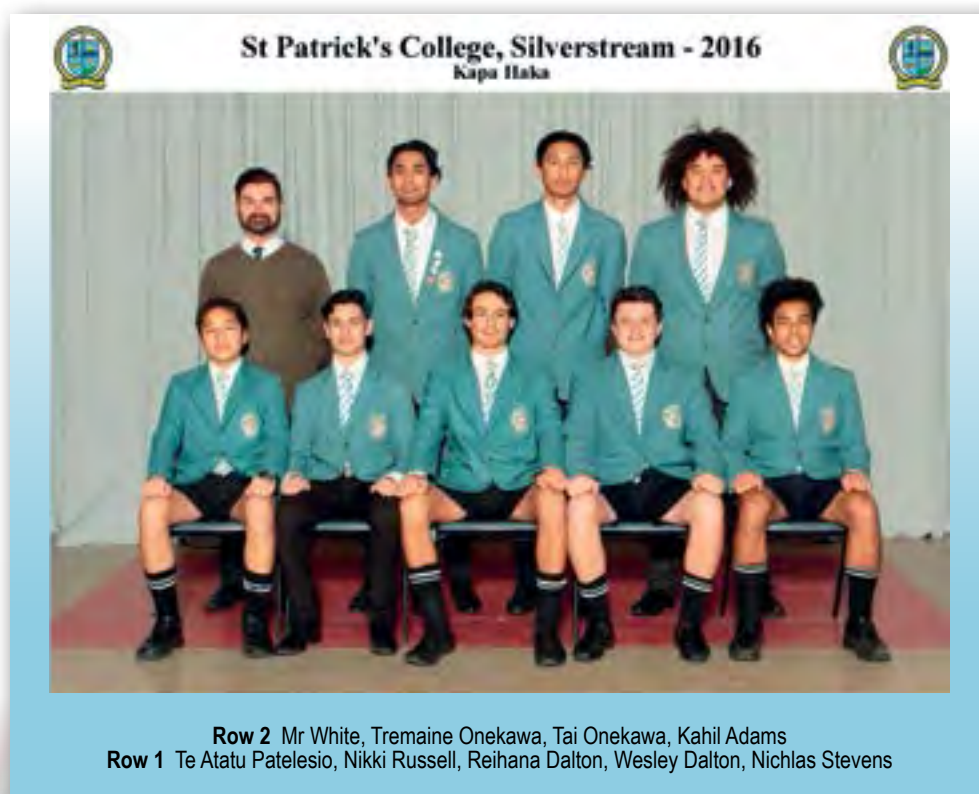 St Patrick's College, Silverstream - 2016
Kapa Haka
Row 2 Mr White, Tremaine Onekawa, Tai Onekawa, Kahil Adams
Row 1 Te Atatu Patelesio, Nikki Russell, Reihana Dalton, Wesley Dalton, Nichlas Stevens